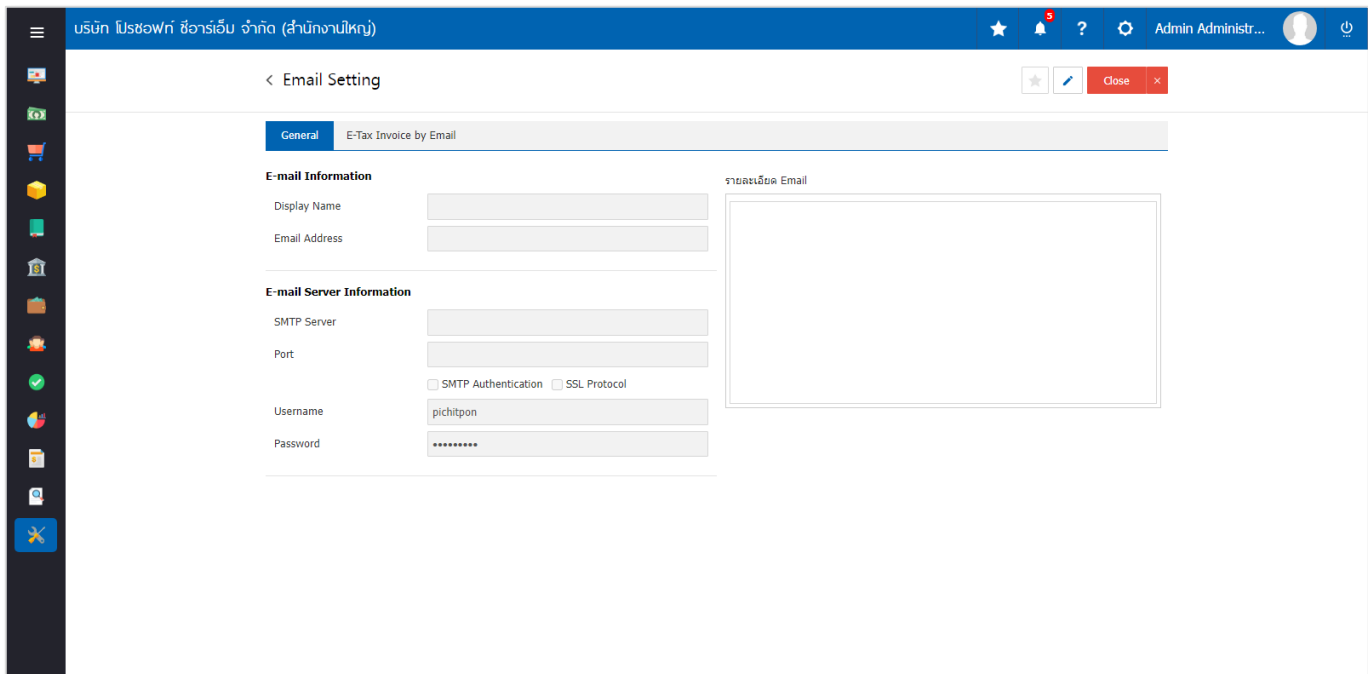 บริษัท โปรซอฟท์ ซีอาร์เอ็ม จำกัด (สำนักงานใหญ่)
5
?
Admin Administr...
< Email Setting
Close ×
General
E-Tax Invoice by Email
E-mail Information
รายละเอียด Email
Display Name
Email Address
E-mail Server Information
SMTP Server
Port
SMTP Authentication
SSL Protocol
Username
pichitpon
Password
•••••••••